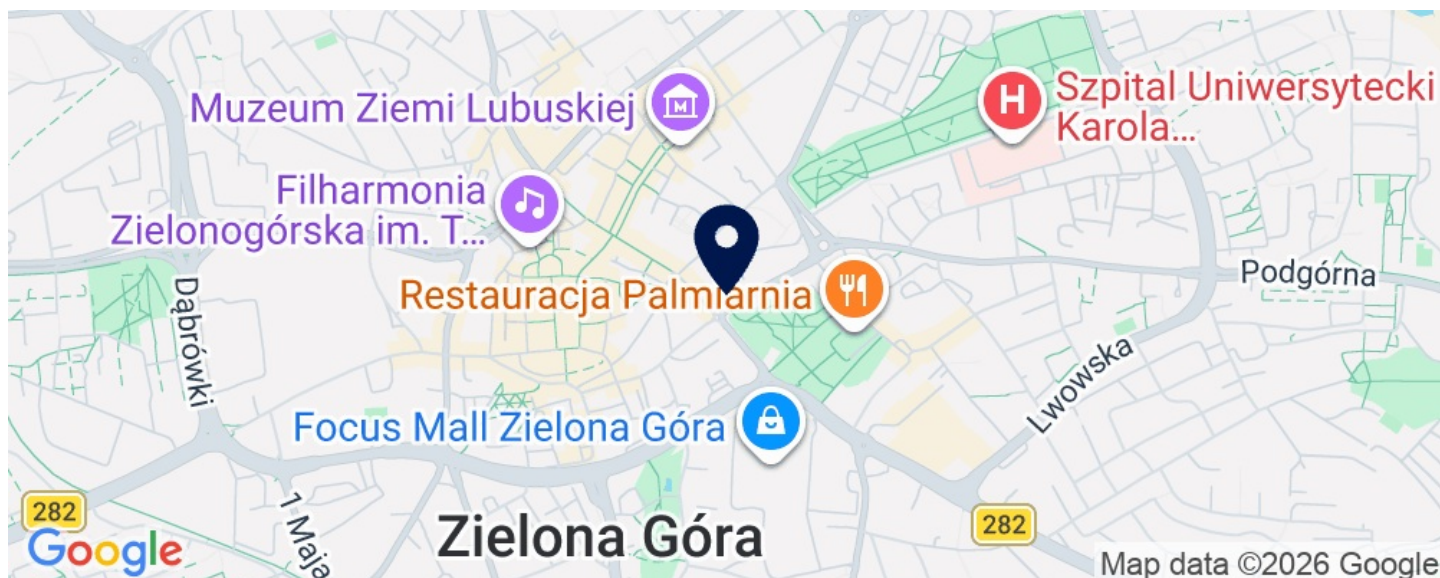 Muzeum Ziemi Lubuskiej
Szpital Uniwersytecki
Karola...
Filharmonia
Zielonogórska im. T...
Restauracja Palmiarnia
Podgórna
Dąbrówki
Lwowska
Focus Mall Zielona Góra
282
1 Maja
Zielona Góra
282
Google
Map data ©2026 Google